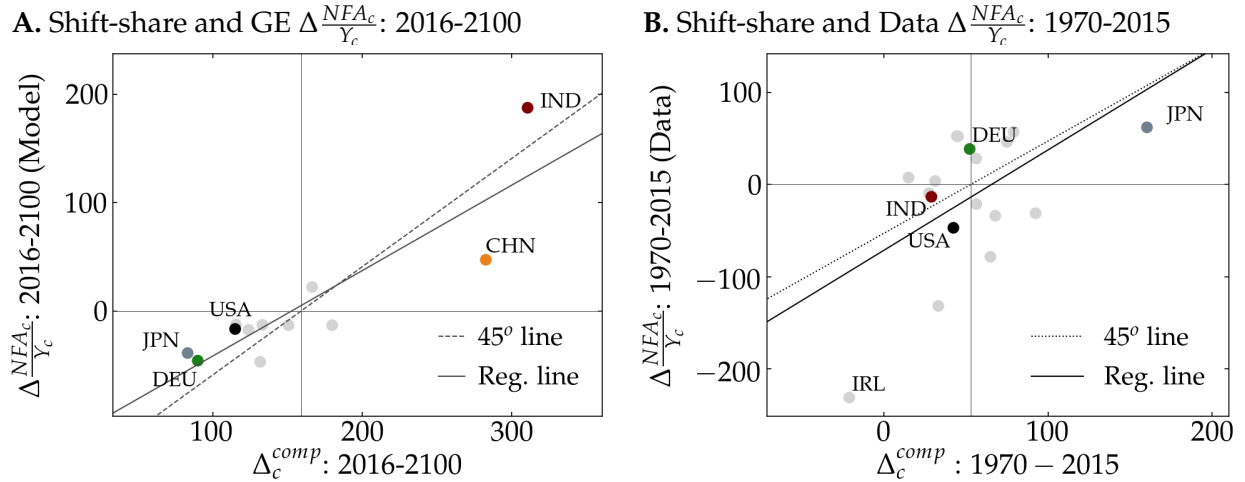 A. Shift-share and GE Δ NFA_c/Y_c: 2016-2100
Δ NFA_c/Y_c: 2016-2100 (Model)
200
100
0
IND
CHN
USA
JPN
DEU
45º line
Reg. line
100
200
300
Δ_c^comp: 2016-2100
B. Shift-share and Data Δ NFA_c/Y_c: 1970-2015
Δ NFA_c/Y_c: 1970-2015 (Data)
100
0
−100
−200
JPN
DEU
IND
USA
IRL
45º line
Reg. line
0
100
200
Δ_c^comp: 1970 − 2015